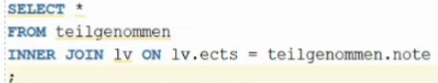 SELECT *
FROM teilgenommen
INNER JOIN lv ON lv.ects = teilgenommen.note
;